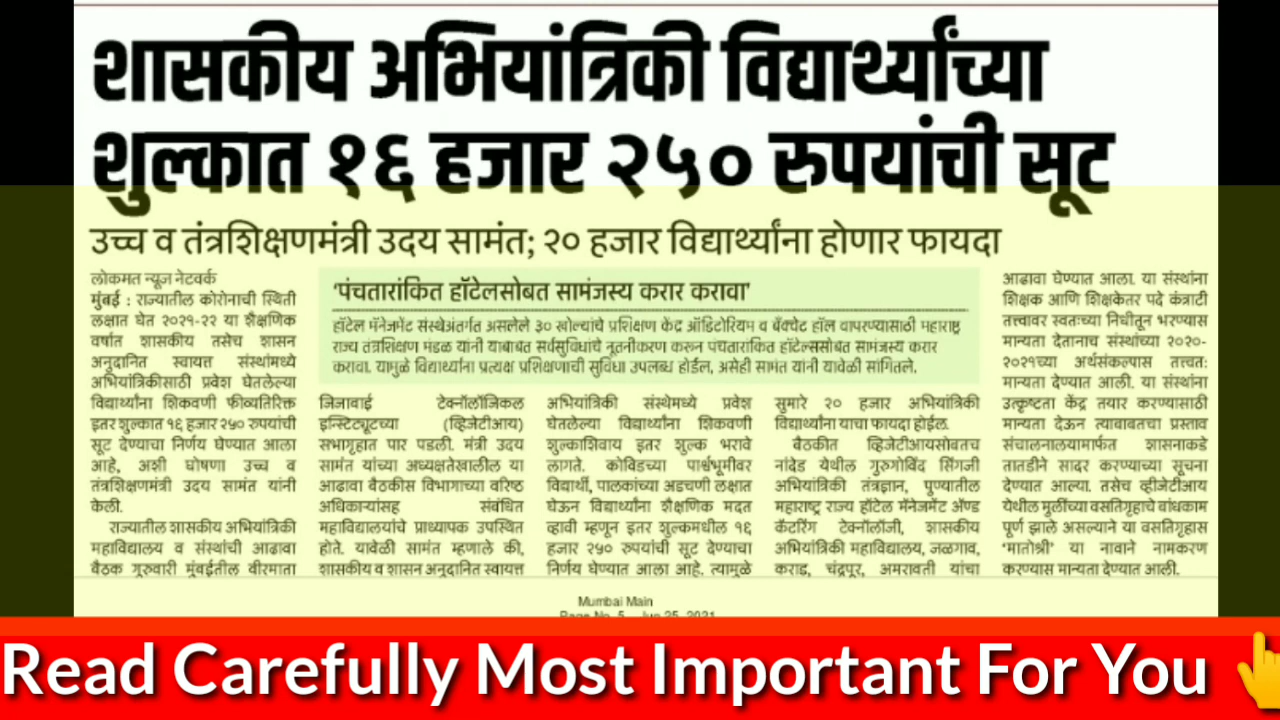 शासकीय अभियांत्रिकी विद्यार्थ्यांच्या
शुल्कात १६ हजार २५० रुपयांची सूट
उच्च व तंत्रशिक्षणमंत्री उदय सामंत; २० हजार विद्यार्थ्यांना होणार फायदा
लोकमत न्यूज नेटवर्क
मुंबई : राज्यातील कोरोनाची स्थिती
लक्षात घेत २०२१-२२ या शैक्षणिक
वर्षात शासकीय तसेच शासन
अनुदानित स्वायत्त संस्थांमध्ये
अभियांत्रिकीसाठी प्रवेश घेतलेल्या
विद्यार्थ्यांना शिकवणी फीव्यतिरिक्त
इतर शुल्कात १६ हजार २५० रुपयांची
सूट देण्याचा निर्णय घेण्यात आला
आहे, अशी घोषणा उच्च व
तंत्रशिक्षणमंत्री उदय सामंत यांनी
केली.
राज्यातील शासकीय अभियांत्रिकी
महाविद्यालय व संस्थांची आढावा
बैठक गुरुवारी मुंबईतील वीरमाता
'पंचतारांकित हॉटेलसोबत सामंजस्य करार करावा'
हॉटेल मॅनेजमेंट संस्थेअंतर्गत असलेले ३० खोल्यांचे प्रशिक्षण केंद्र ऑडिटोरियम व बँक्वेट हॉल वापरण्यासाठी महाराष्ट्र
राज्य तंत्रशिक्षण मंडळ यांनी याबाबत सर्वसुविधांचे नूतनीकरण करून पंचतारांकित हॉटेल्ससोबत सामंजस्य करार
करावा. यामुळे विद्यार्थ्यांना प्रत्यक्ष प्रशिक्षणाची सुविधा उपलब्ध होईल, असेही सामंत यांनी यावेळी सांगितले.
जिजाबाई टेक्नॉलॉजिकल
इन्स्टिट्यूटच्या (व्हिजेटीआय)
सभागृहात पार पडली. मंत्री उदय
सामंत यांच्या अध्यक्षतेखालील या
आढावा बैठकीस विभागाच्या वरिष्ठ
अधिकाऱ्यांसह संबंधित
महाविद्यालयांचे प्राध्यापक उपस्थित
होते. यावेळी सामंत म्हणाले की,
शासकीय व शासन अनुदानित स्वायत्त
अभियांत्रिकी संस्थेमध्ये प्रवेश
घेतलेल्या विद्यार्थ्यांना शिकवणी
शुल्काशिवाय इतर शुल्क भरावे
लागते. कोविडच्या पार्श्वभूमीवर
विद्यार्थी, पालकांच्या अडचणी लक्षात
घेऊन विद्यार्थ्यांना शैक्षणिक मदत
व्हावी म्हणून इतर शुल्कमधील १६
हजार २५० रुपयांची सूट देण्याचा
निर्णय घेण्यात आला आहे. त्यामुळे
सुमारे २० हजार अभियांत्रिकी
विद्यार्थ्यांना याचा फायदा होईल.
बैठकीत व्हिजेटीआयसोबतच
नांदेड येथील गुरुगोविंद सिंगजी
अभियांत्रिकी तंत्रज्ञान, पुण्यातील
महाराष्ट्र राज्य हॉटेल मॅनेजमेंट अ‍ॅण्ड
कॅटरिंग टेक्नॉलॉजी, शासकीय
अभियांत्रिकी महाविद्यालय, जळगाव,
कराड, चंद्रपूर, अमरावती यांचा
आढावा घेण्यात आला. या संस्थांना
शिक्षक आणि शिक्षकेतर पदे कंत्राटी
तत्त्वावर स्वतःच्या निधीतून भरण्यास
मान्यता देतानाच संस्थांच्या २०२०-
२०२१च्या अर्थसंकल्पास तत्त्वत:
मान्यता देण्यात आली. या संस्थांना
उत्कृष्टता केंद्र तयार करण्यासाठी
मान्यता देऊन त्याबाबतचा प्रस्ताव
संचालनालयामार्फत शासनाकडे
तातडीने सादर करण्याच्या सूचना
देण्यात आल्या. तसेच व्हीजेटीआय
येथील मुलींच्या वसतिगृहाचे बांधकाम
पूर्ण झाले असल्याने या वसतिगृहास
'मातोश्री' या नावाने नामकरण
करण्यास मान्यता देण्यात आली.
Mumbai Main
Page No. 5 Jun 25, 2021
Read Carefully Most Important For You